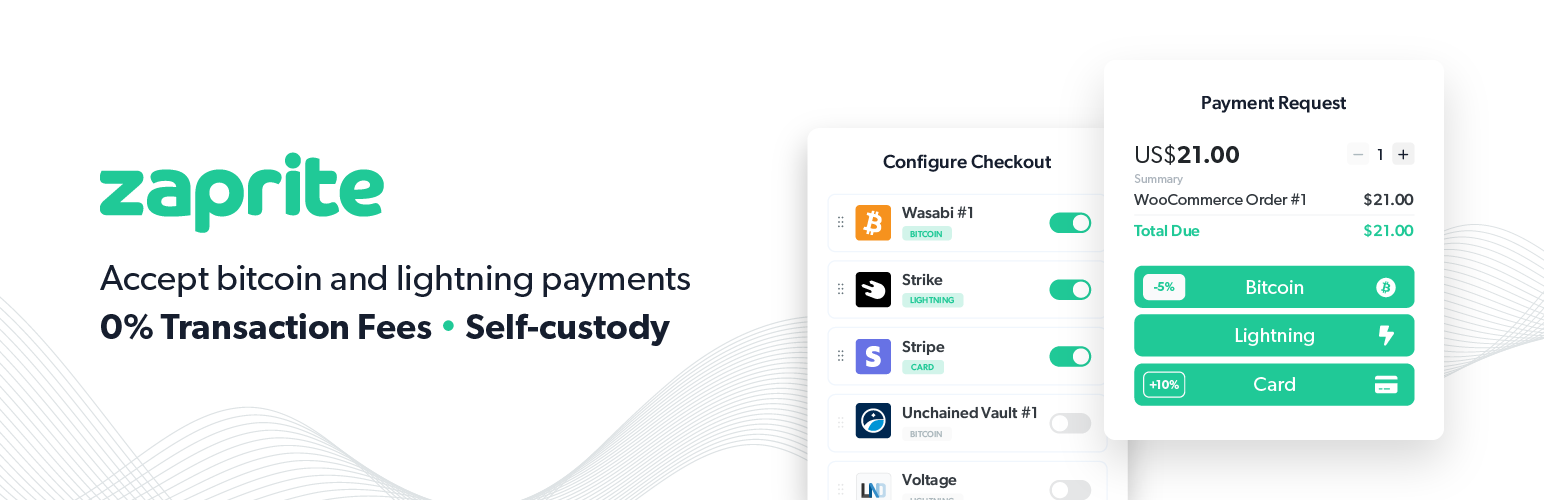 zaprite
Accept bitcoin and lightning payments
0% Transaction Fees • Self-custody
Configure Checkout
Wasabi #1
BITCOIN
Strike
LIGHTNING
Stripe
CARD
Unchained Vault #1
BITCOIN
LND
Voltage
LIGHTNING
Payment Request
US$21.00
− 1 +
Summary
WooCommerce Order #1 $21.00
Total Due $21.00
-5% Bitcoin
Lightning
+10% Card